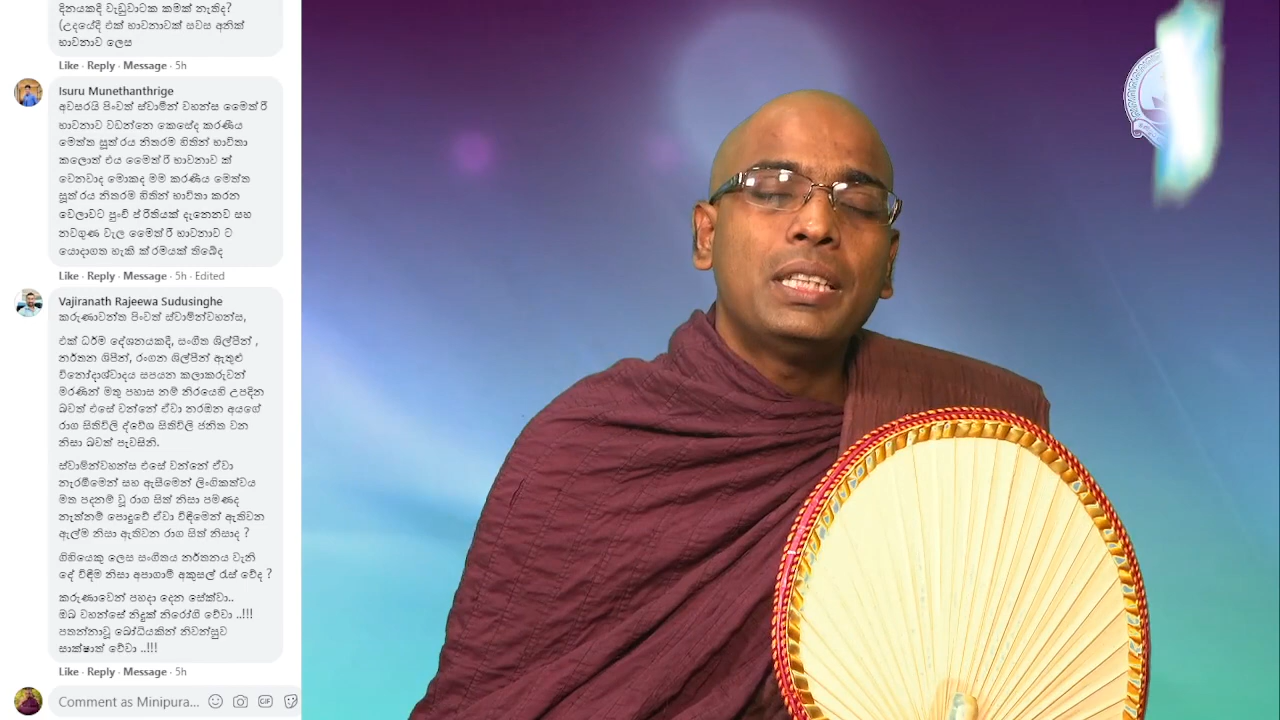 දිනයකදී වැඩුවාටක කමක් නැතිද?
(උදයේදී එක් භාවනාවක් සවස අනික්
භාවනාව ලෙස
Like · Reply · Message · 5h
Isuru Munethanthrige
අවසරයි පිංවත් ස්වාමින් වහන්ස මෛත්‍රී
භාවනාව වඩන්නෙ කෙසේද කරණීය
මෙත්ත සූත්‍රය නිතරම හිතින් භාවිතා
කලොත් එය මෛත්‍රී භාවනාව ක්
වෙනවාද මොකද මම කරණීය මෙත්ත
සූත්‍රය නිතරම හිතින් භාවිතා කරන
වෙලාවට පුංචි ප්‍රීතියක් දැනෙනව සහ
නවගුණ වැල මෛත්‍රී භාවනාව ට
යොදාගත හැකි ක්‍රමයක් තිබේද
Like · Reply · Message · 5h · Edited
Vajiranath Rajeewa Sudusinghe
කරුණාවන්ත පිංවත් ස්වාමින්වහන්ස,
එක් ධර්ම දේශනයකදී, සංගීත ශිල්පීන් ,
නර්තන ශිපීන්, රංගන ශිල්පීන් ඇතුළු
විනෝදාශ්වාදය සපයන කලාකරුවන්
මරණින් මතු පහාස නම් නිරයෙහි උපදින
බවත් එසේ වන්නේ ඒවා නරඹන අයගේ
රාග සිතිවිලි ද්වේශ සිතිවිලි ජනිත වන
නිසා බවත් පැවසිනි.
ස්වාමින්වහන්ස එසේ වන්නේ ඒවා
නැරඹීමෙන් සහ ඇසීමෙන් ලිංගිකත්වය
මත පදනම් වූ රාග සිත් නිසා පමණද
නැත්නම් පොදුවේ ඒවා විඳීමෙන් ඇතිවන
ඇල්ම නිසා ඇතිවන රාග සිත් නිසාද ?
ගිහියෙකු ලෙස සංගීතය නර්තනය වැනි
දේ විඳීම නිසා අපාගාමී අකුසල් රැස් වේද ?
කරුණාවෙන් පහදා දෙන සේක්වා..
ඔබ වහන්සේ නිදුක් නිරෝගී වේවා ..!!!
පතන්නාවූ බෝධියකින් නිවන්සුව
සාක්ෂාත් වේවා ..!!!
Like · Reply · Message · 5h
Comment as Minipura...
GIF